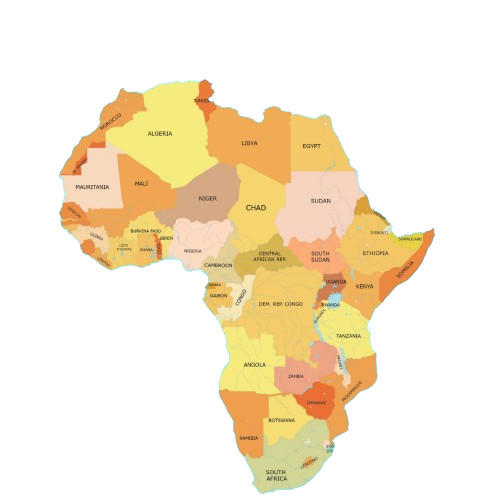 TUNISIA
MOROCCO
ALGERIA
LIBYA
EGYPT
MAURITANIA
MALI
NIGER
CHAD
SUDAN
BURKINA FASO
BENIN
GUINEA
GHANA
NIGERIA
DJIBOUTI
SOMALILAND
ETHIOPIA
SOMALIA
CENTRAL
AFRICAN REP.
SOUTH
SUDAN
CAMEROON
UGANDA
KENYA
GABON
CONGO
DEM. REP. CONGO
RWANDA
TANZANIA
ANGOLA
ZAMBIA
MALAWI
MOZAMBIQUE
ZIMBABWE
BOTSWANA
NAMIBIA
LESOTHO
SOUTH
AFRICA